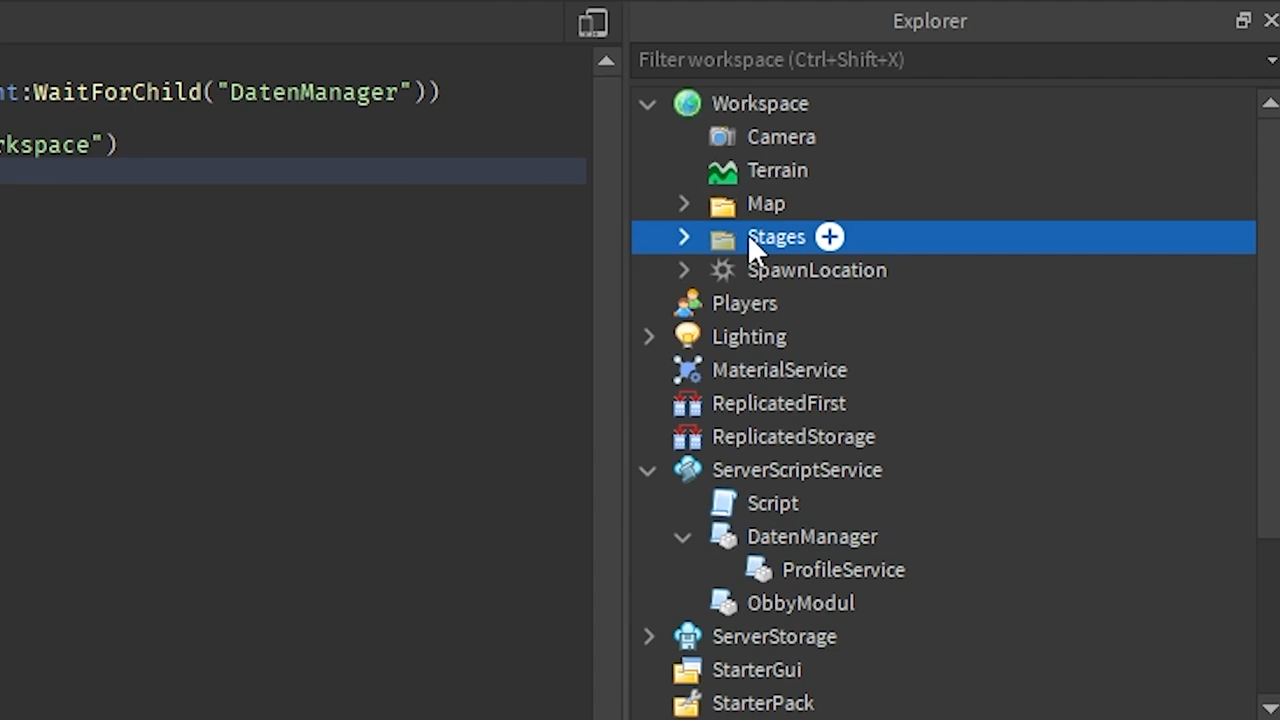 Explorer
Filter workspace (Ctrl+Shift+X)
nt:WaitForChild("DatenManager"))
rkspace")
Workspace
Camera
Terrain
Map
Stages
SpawnLocation
Players
Lighting
MaterialService
ReplicatedFirst
ReplicatedStorage
ServerScriptService
Script
DatenManager
ProfileService
ObbyModul
ServerStorage
StarterGui
StarterPack